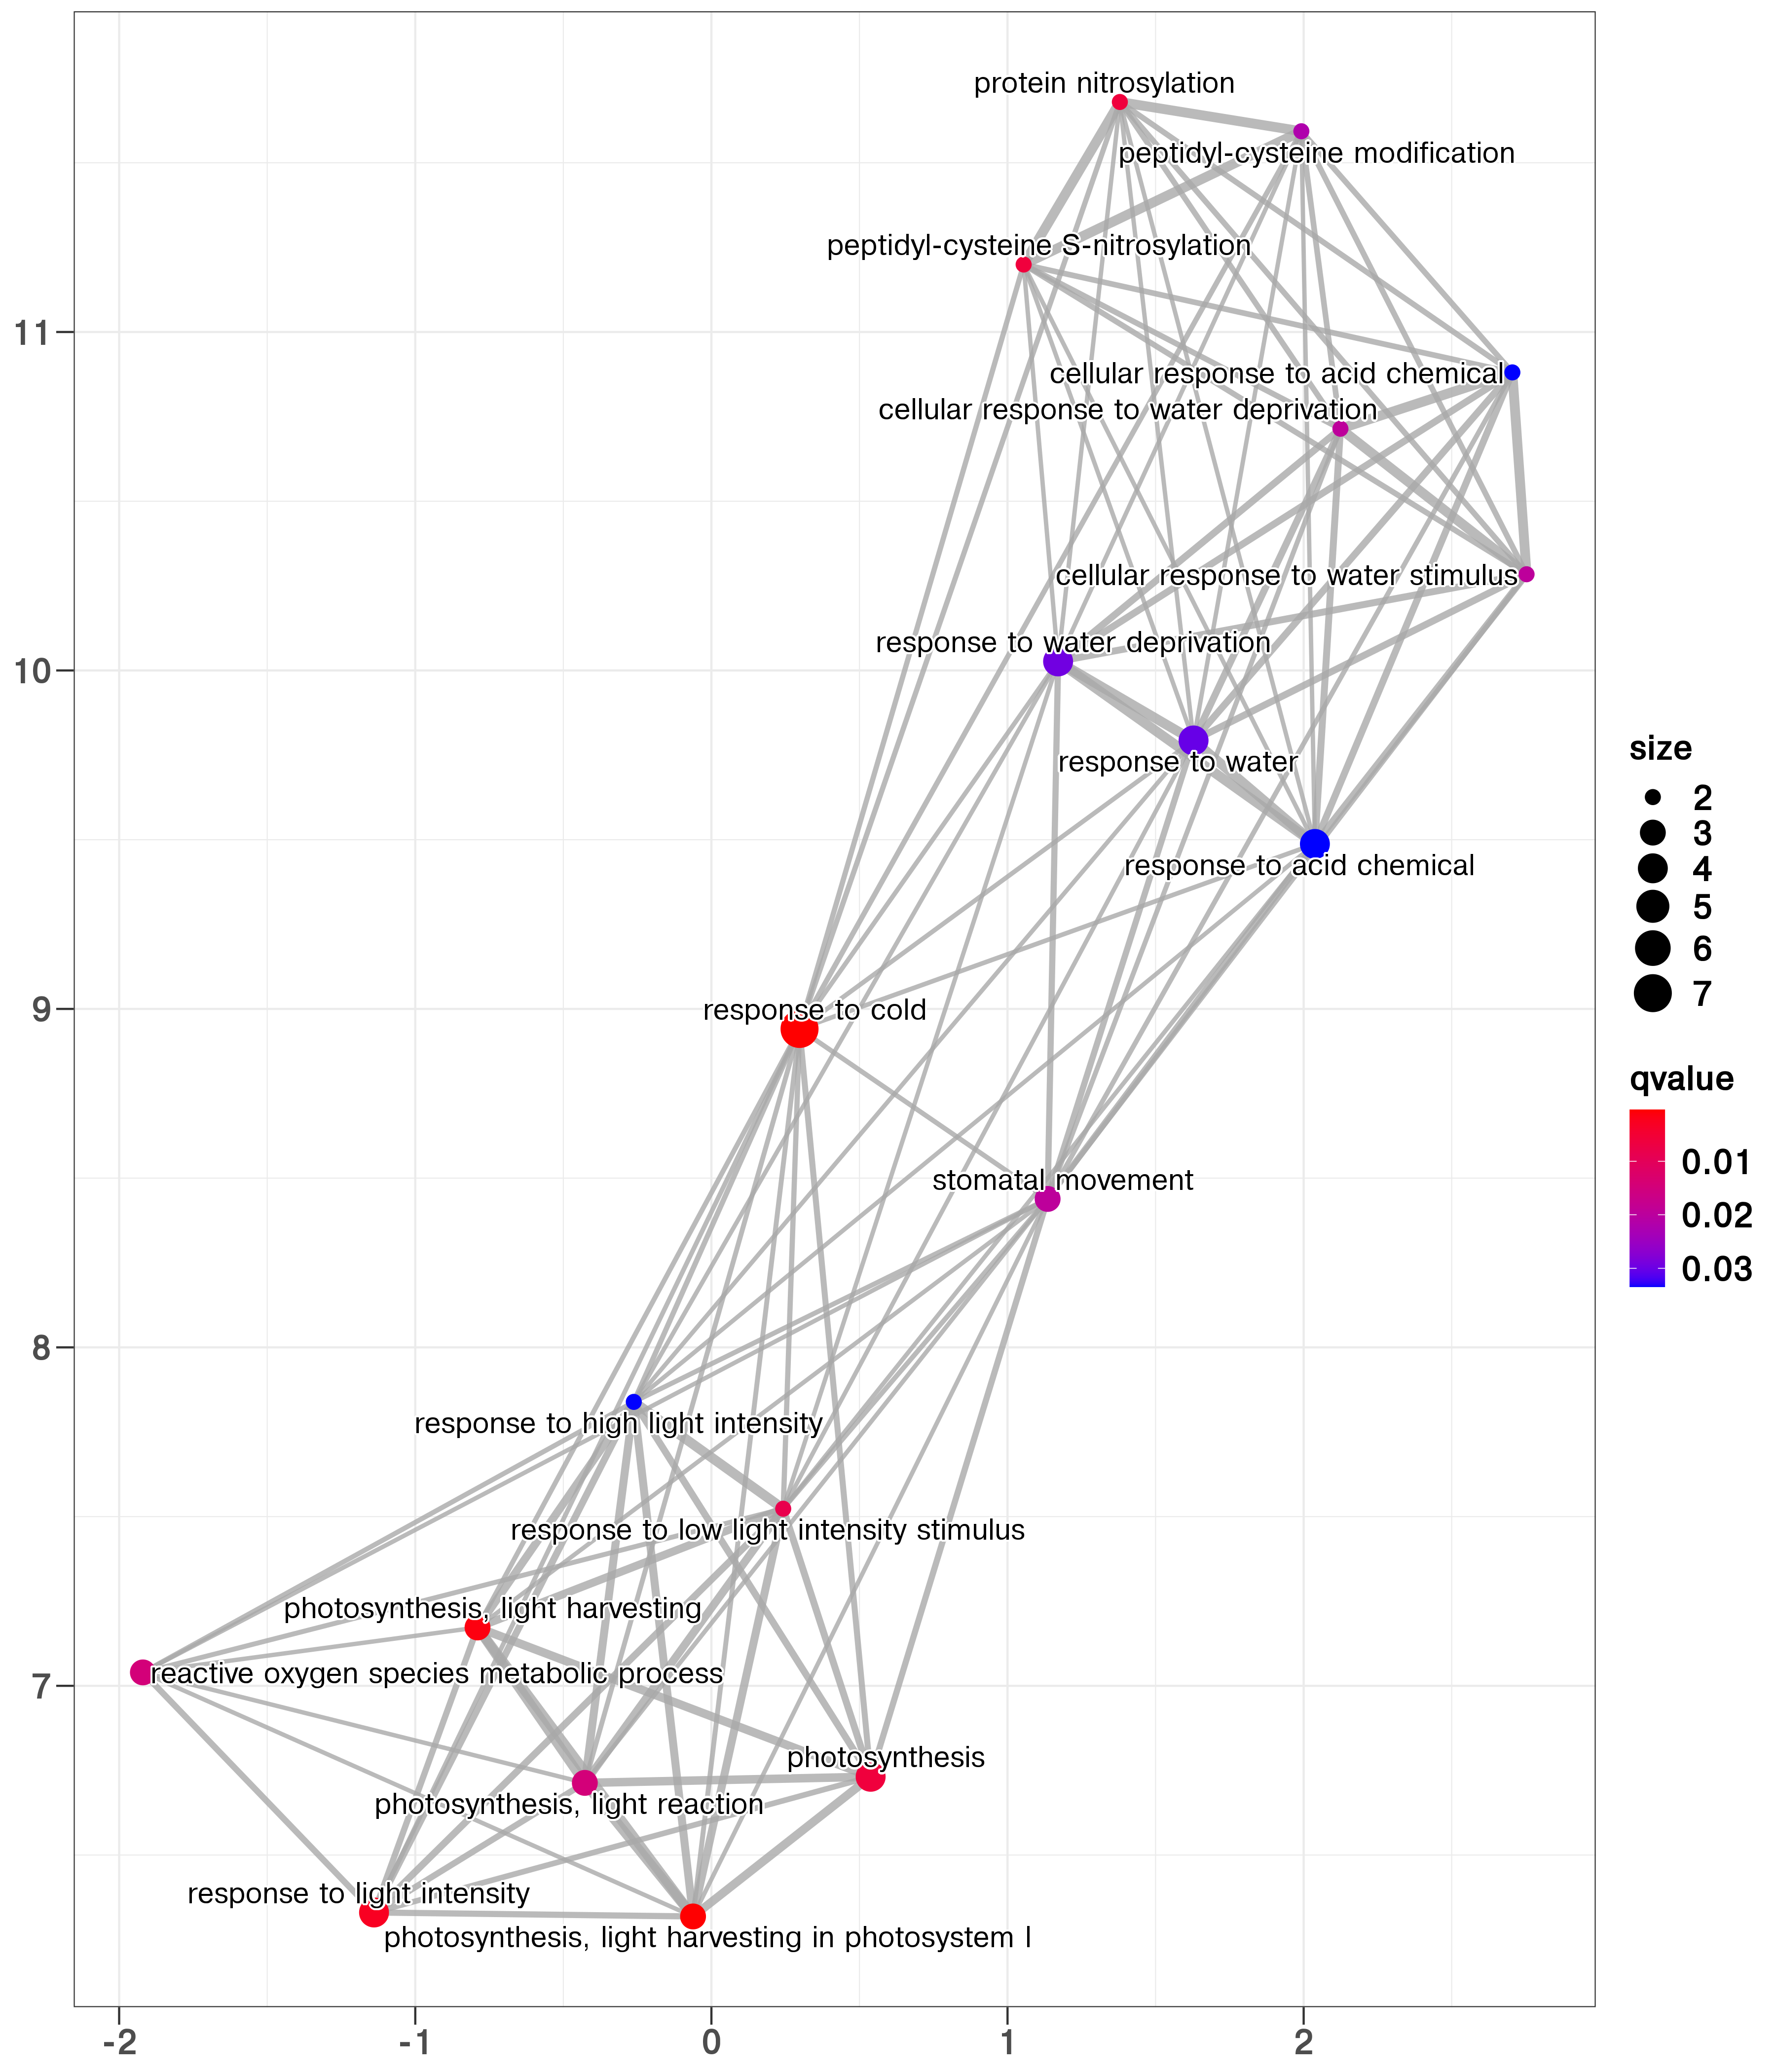 protein nitrosylation
peptidyl-cysteine modification
peptidyl-cysteine S-nitrosylation
11
cellular response to acid chemical
cellular response to water deprivation
cellular response to water stimulus
response to water deprivation
10
response to water
size
2
3
4
5
6
7
response to acid chemical
response to cold
9
qvalue
0.01
0.02
0.03
stomatal movement
8
response to high light intensity
response to low light intensity stimulus
photosynthesis, light harvesting
reactive oxygen species metabolic process
7
photosynthesis
photosynthesis, light reaction
response to light intensity
photosynthesis, light harvesting in photosystem I
-2 -1 0 1 2